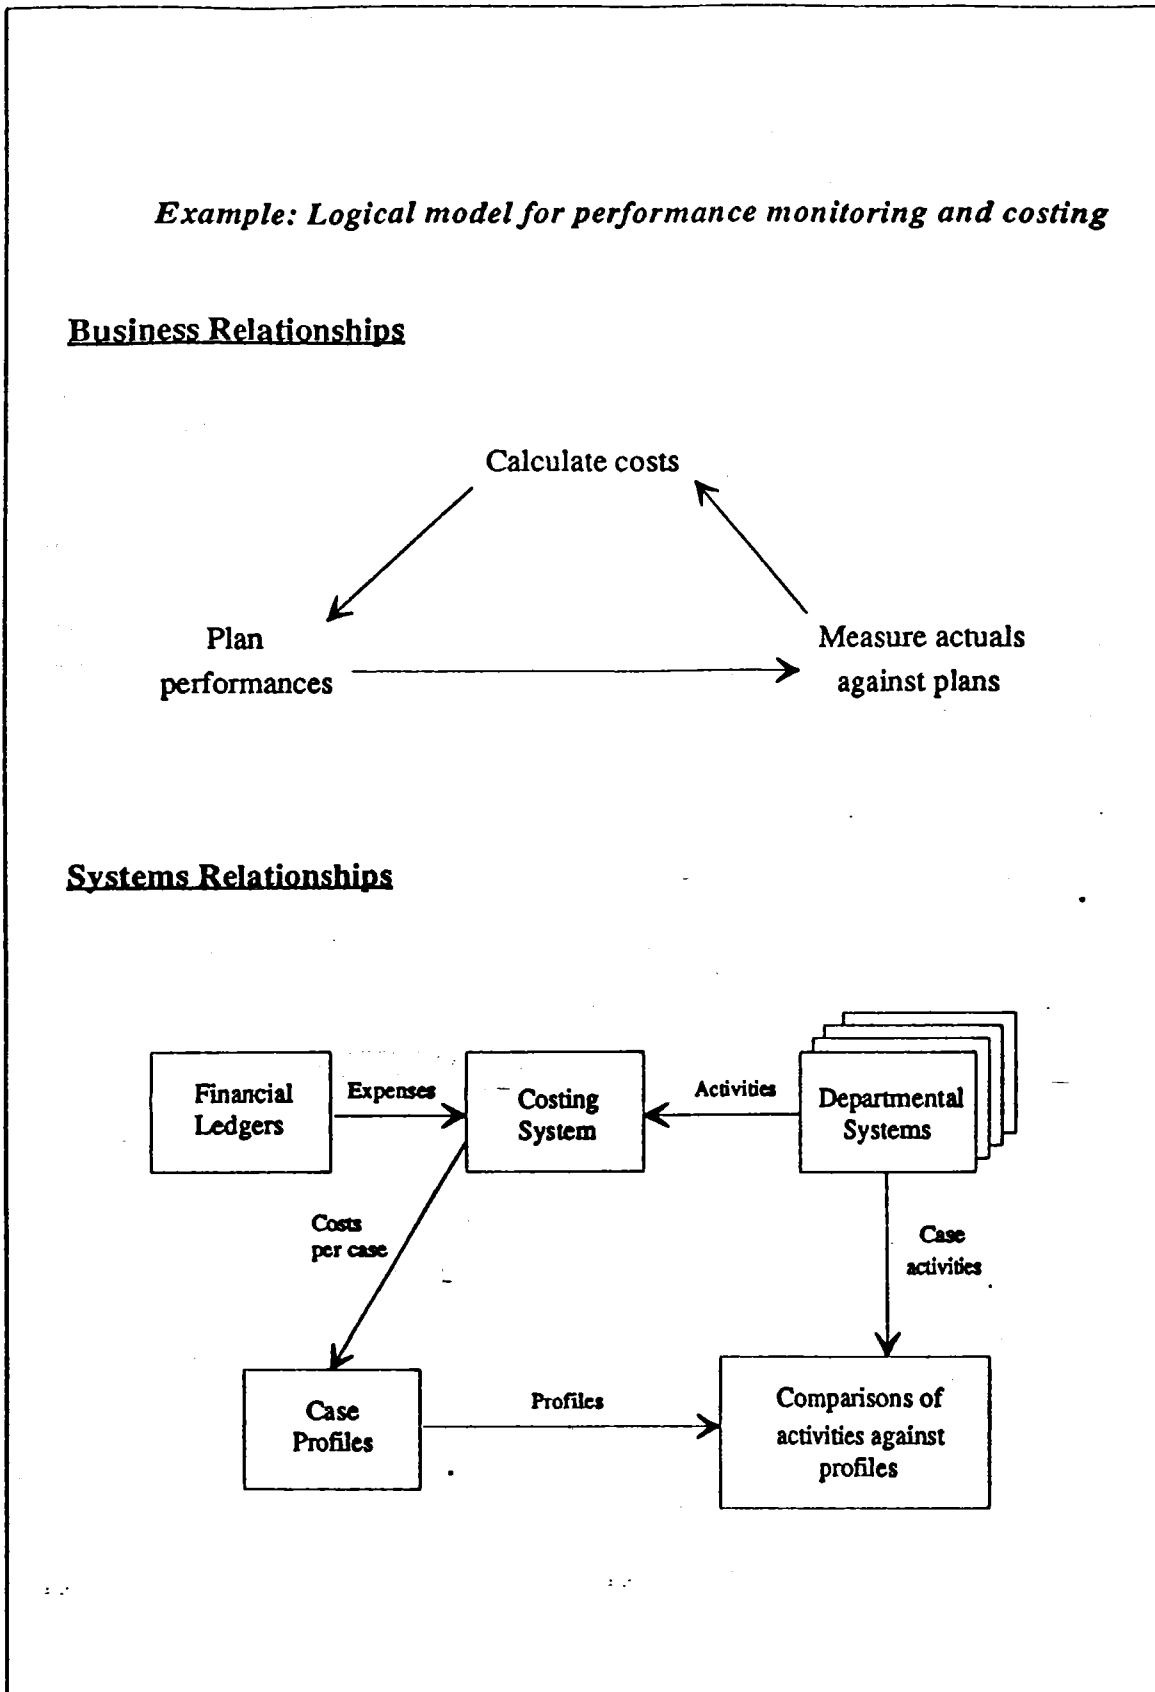 Example: Logical model for performance monitoring and costing
Business Relationships
Calculate costs
Plan
performances
Measure actuals
against plans
Systems Relationships
Financial
Ledgers
Expenses
Costing
System
Activities
Departmental
Systems
Costs
per case
Case
activities
Case
Profiles
Profiles
Comparisons of
activities against
profiles